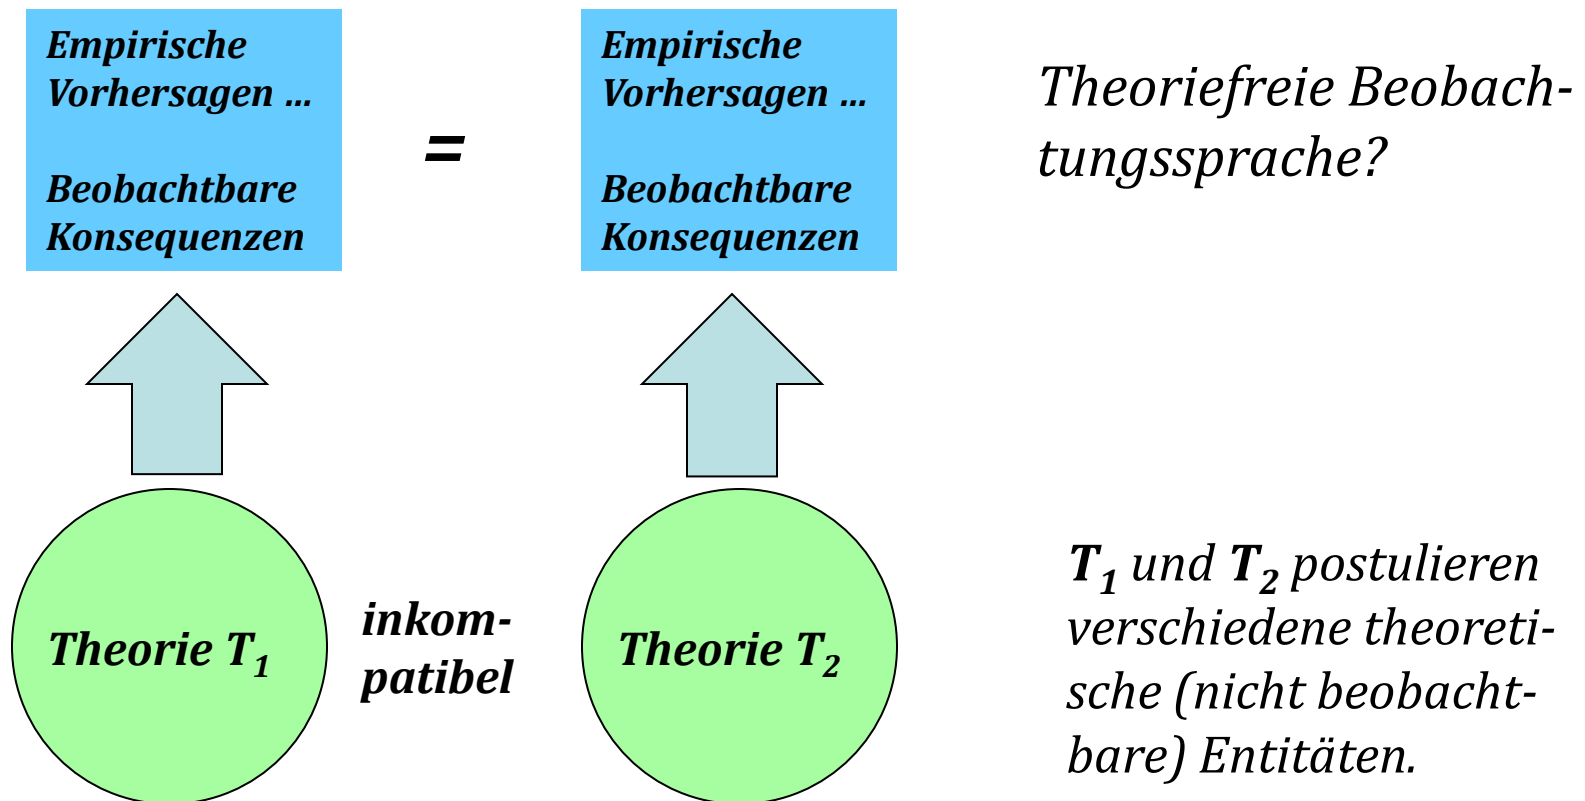 Empirische
Vorhersagen ...
Beobachtbare
Konsequenzen
=
Empirische
Vorhersagen ...
Beobachtbare
Konsequenzen
Theoriefreie Beobach-
tungssprache?
Theorie T1
inkom-
patibel
Theorie T2
T1 und T2 postulieren
verschiedene theoreti-
sche (nicht beobacht-
bare) Entitäten.